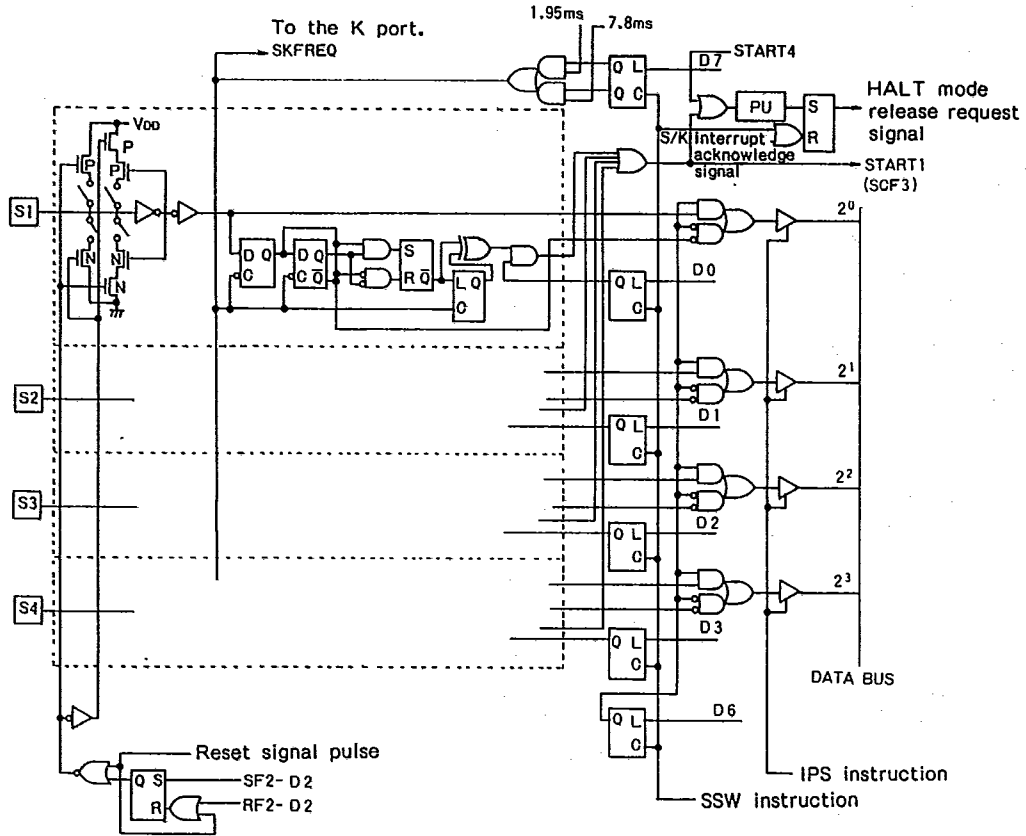 To the K port.
SKFREQ
1.95ms
7.8ms
START4
Q L
D7
Q
C
PU
S
R
HALT mode
release request
signal
S/K interrupt
acknowledge
signal
START1
(SCF3)
VDD
P
P
P
N
N
N
S1
D Q
C
D Q
C Q̅
S
R Q̅
L Q
C
Q L
C
D0
2⁰
S2
Q L
C
D1
2¹
S3
Q L
C
D2
2²
S4
Q L
C
D3
2³
DATA BUS
Q L
C
D6
Reset signal pulse
Q S
R
SF2-D2
RF2-D2
IPS instruction
SSW instruction